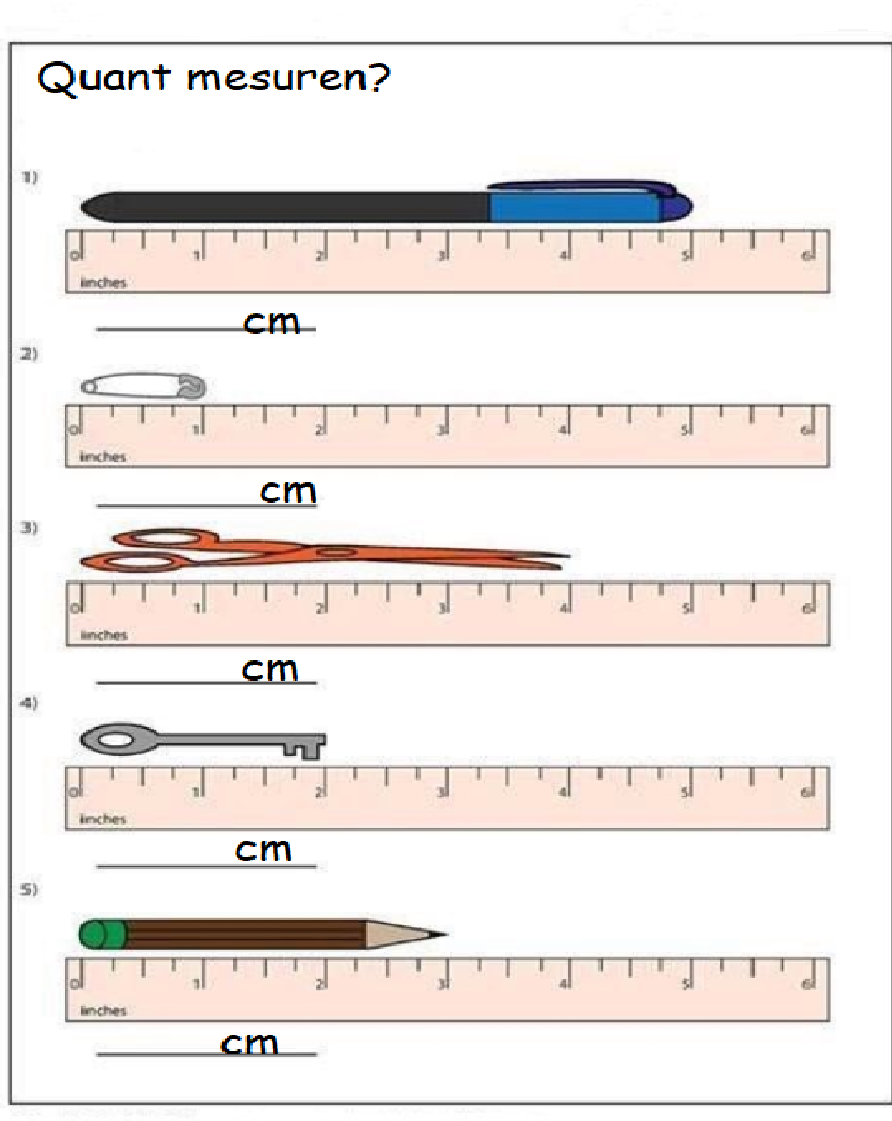 Quant mesuren?
1)
0 1 2 3 4 5 6
inches
cm
2)
0 1 2 3 4 5 6
inches
cm
3)
0 1 2 3 4 5 6
inches
cm
4)
0 1 2 3 4 5 6
inches
cm
5)
0 1 2 3 4 5 6
inches
cm